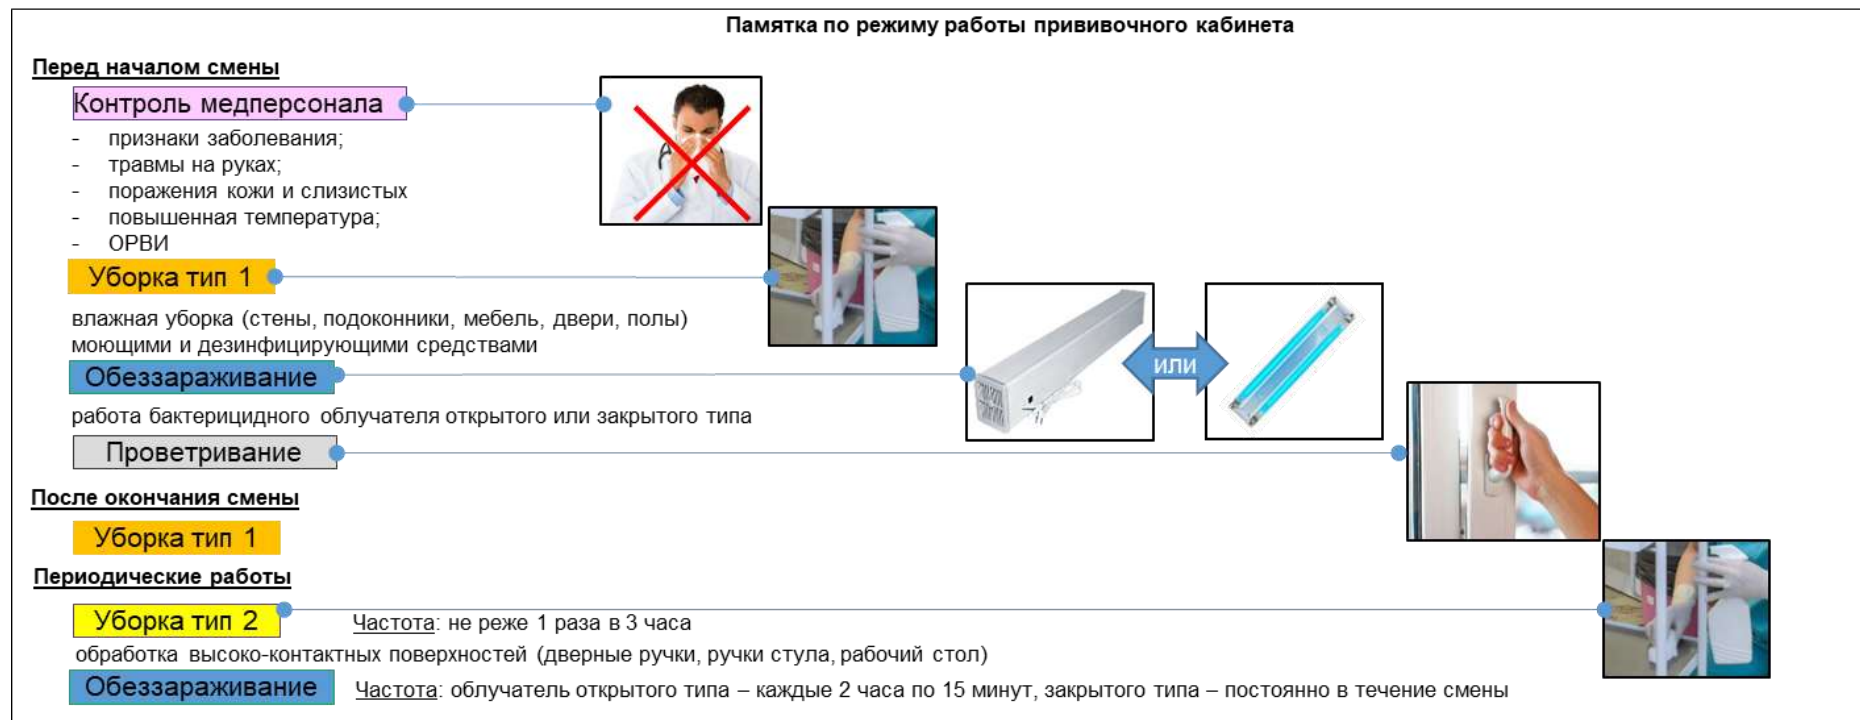 Памятка по режиму работы прививочного кабинета
Перед началом смены
Контроль медперсонала
- признаки заболевания;
- травмы на руках;
- поражения кожи и слизистых
- повышенная температура;
- ОРВИ
Уборка тип 1
влажная уборка (стены, подоконники, мебель, двери, полы)
моющими и дезинфицирующими средствами
или
Обеззараживание
работа бактерицидного облучателя открытого или закрытого типа
Проветривание
После окончания смены
Уборка тип 1
Периодические работы
Уборка тип 2 Частота: не реже 1 раза в 3 часа
обработка высоко-контактных поверхностей (дверные ручки, ручки стула, рабочий стол)
Обеззараживание Частота: облучатель открытого типа – каждые 2 часа по 15 минут, закрытого типа – постоянно в течение смены